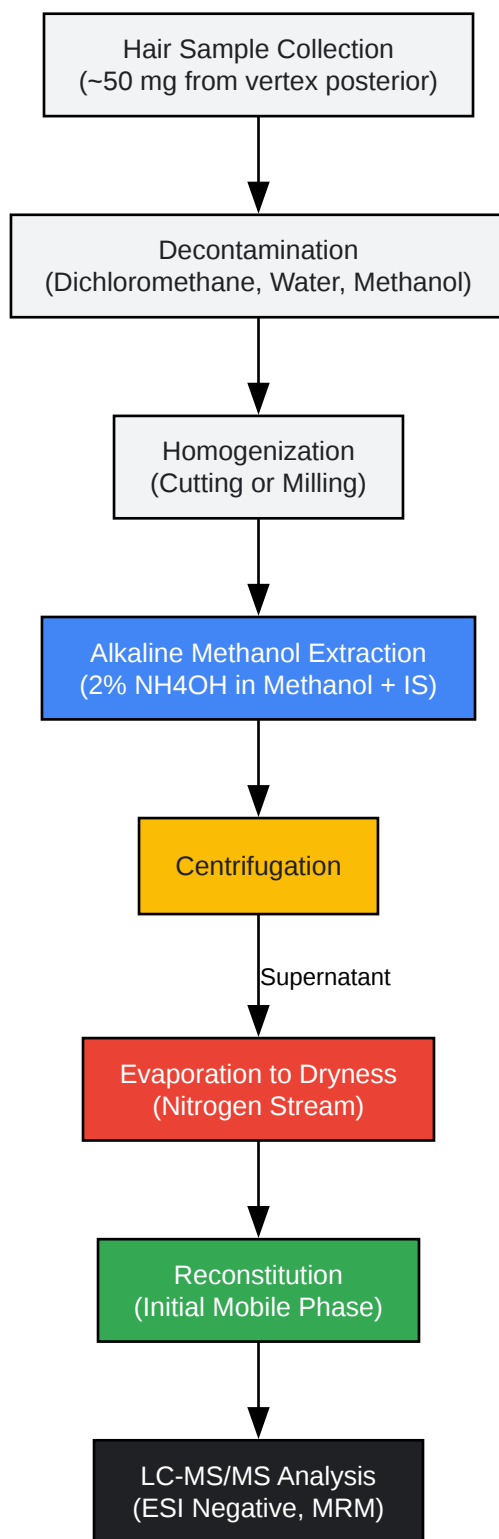 Hair Sample Collection
(~50 mg from vertex posterior)
Decontamination
(Dichloromethane, Water, Methanol)
Homogenization
(Cutting or Milling)
Alkaline Methanol Extraction
(2% NH4OH in Methanol + IS)
Centrifugation
Supernatant
Evaporation to Dryness
(Nitrogen Stream)
Reconstitution
(Initial Mobile Phase)
LC-MS/MS Analysis
(ESI Negative, MRM)